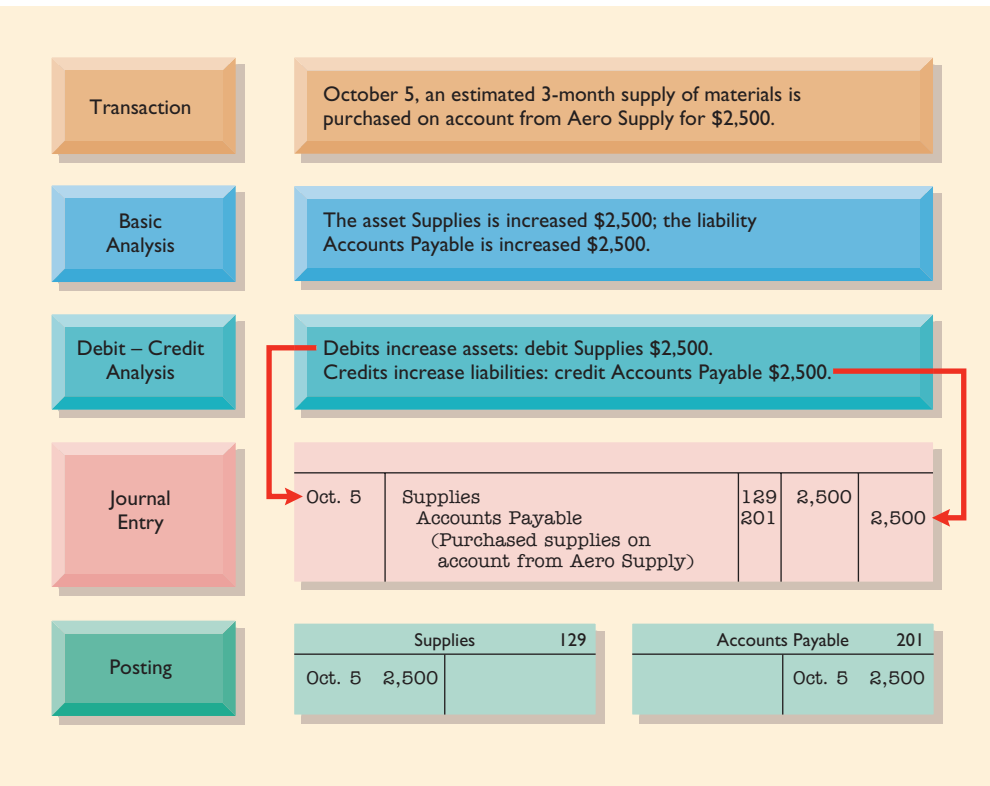 Transaction
October 5, an estimated 3-month supply of materials is
purchased on account from Aero Supply for $2,500.
Basic
Analysis
The asset Supplies is increased $2,500; the liability
Accounts Payable is increased $2,500.
Debit – Credit
Analysis
Debits increase assets: debit Supplies $2,500.
Credits increase liabilities: credit Accounts Payable $2,500.
Journal
Entry
Oct. 5 Supplies 129 2,500
Accounts Payable 201 2,500
(Purchased supplies on
account from Aero Supply)
Posting
Supplies 129
Oct. 5 2,500
Accounts Payable 201
Oct. 5 2,500